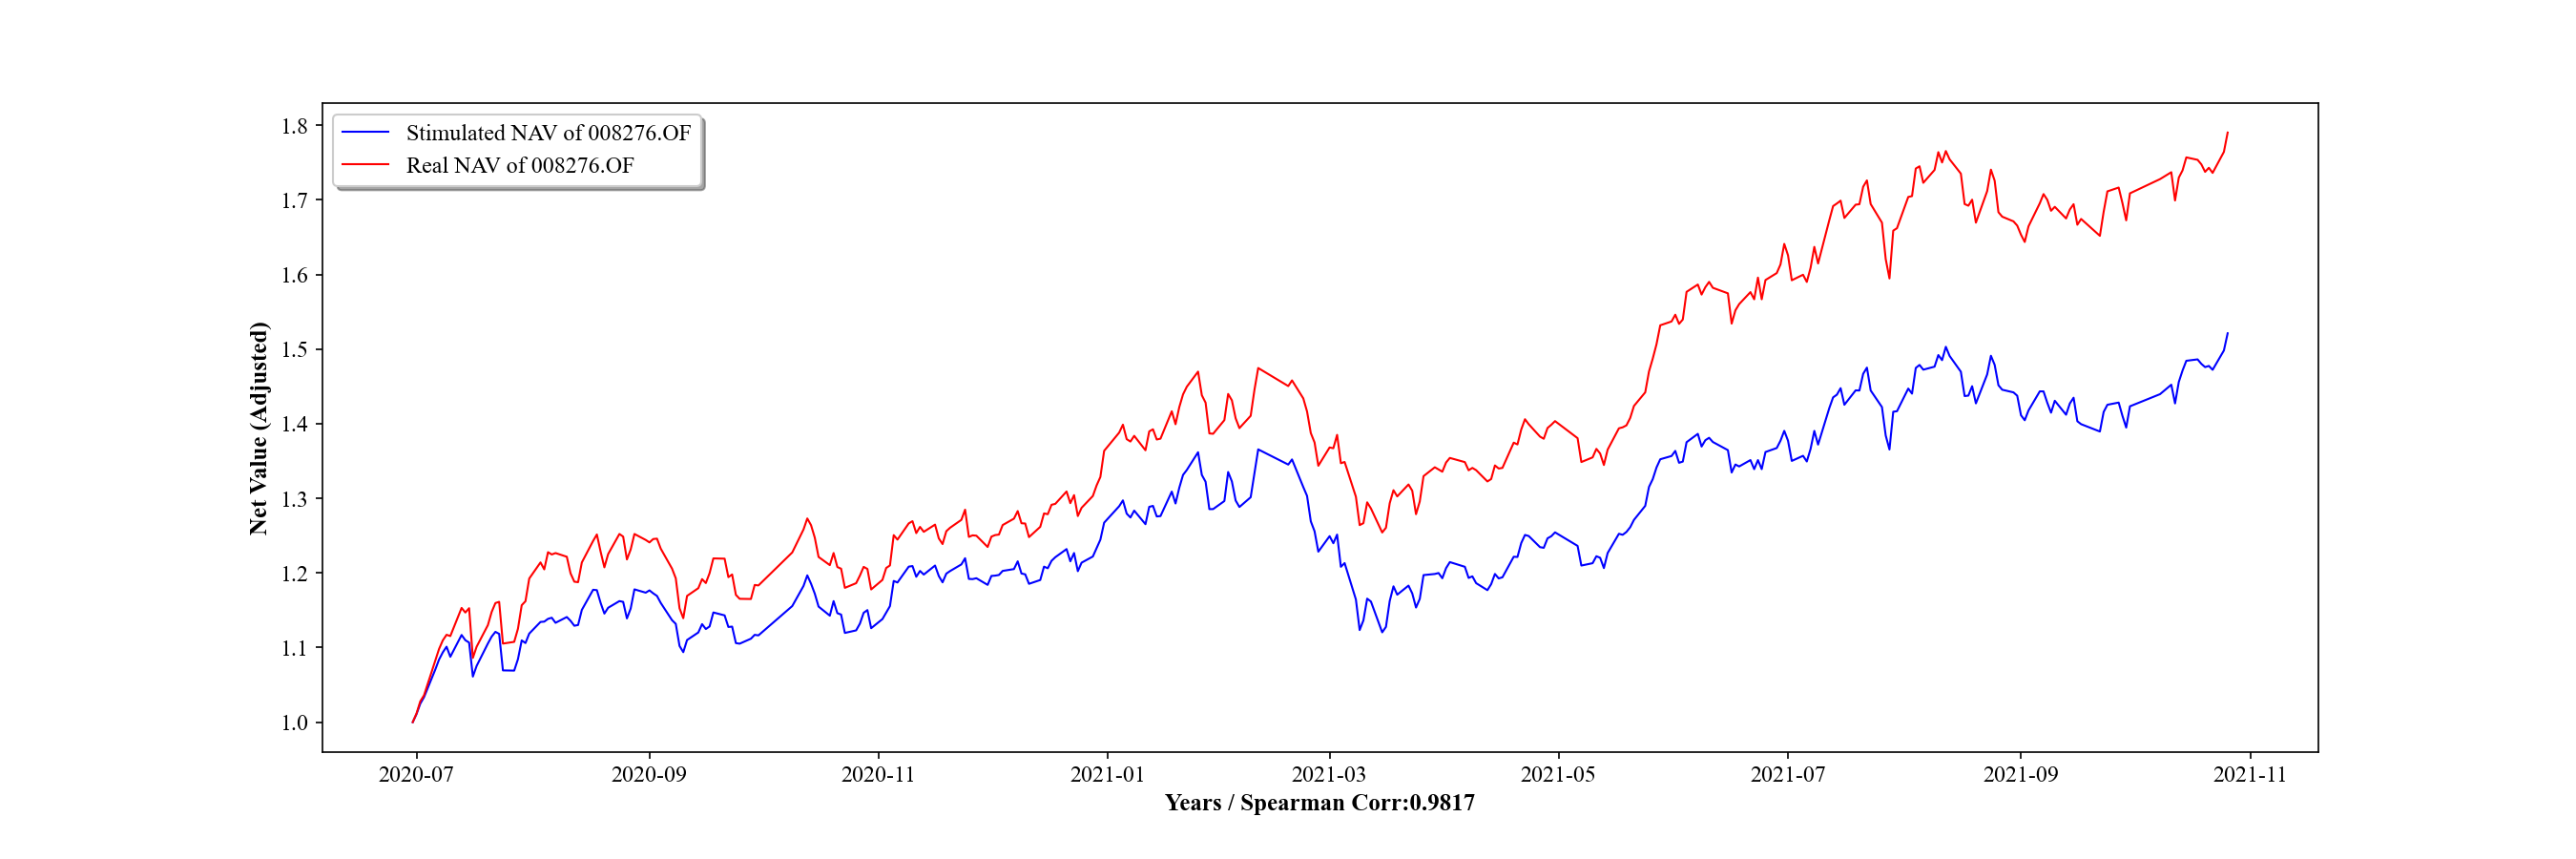 Stimulated NAV of 008276.OF
Real NAV of 008276.OF
Net Value (Adjusted)
1.8
1.7
1.6
1.5
1.4
1.3
1.2
1.1
1.0
2020-07 2020-09 2020-11 2021-01 2021-03 2021-05 2021-07 2021-09 2021-11
Years / Spearman Corr:0.9817